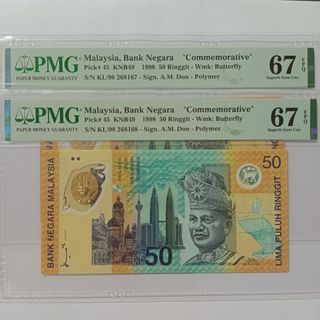 PMG
PAPER MONEY GUARANTY
Malaysia, Bank Negara "Commemorative"
Pick# 45 KNB49 1998 50 Ringgit - Wmk: Butterfly
S/N KL/98 268167 - Sign. A.M. Don - Polymer
67 EPQ
Superb Gem Unc
PMG
PAPER MONEY GUARANTY
Malaysia, Bank Negara "Commemorative"
Pick# 45 KNB49 1998 50 Ringgit - Wmk: Butterfly
S/N KL/98 268168 - Sign. A.M. Don - Polymer
67 EPQ
Superb Gem Unc
BANK NEGARA MALAYSIA
50
50
LIMA PULUH RINGGIT